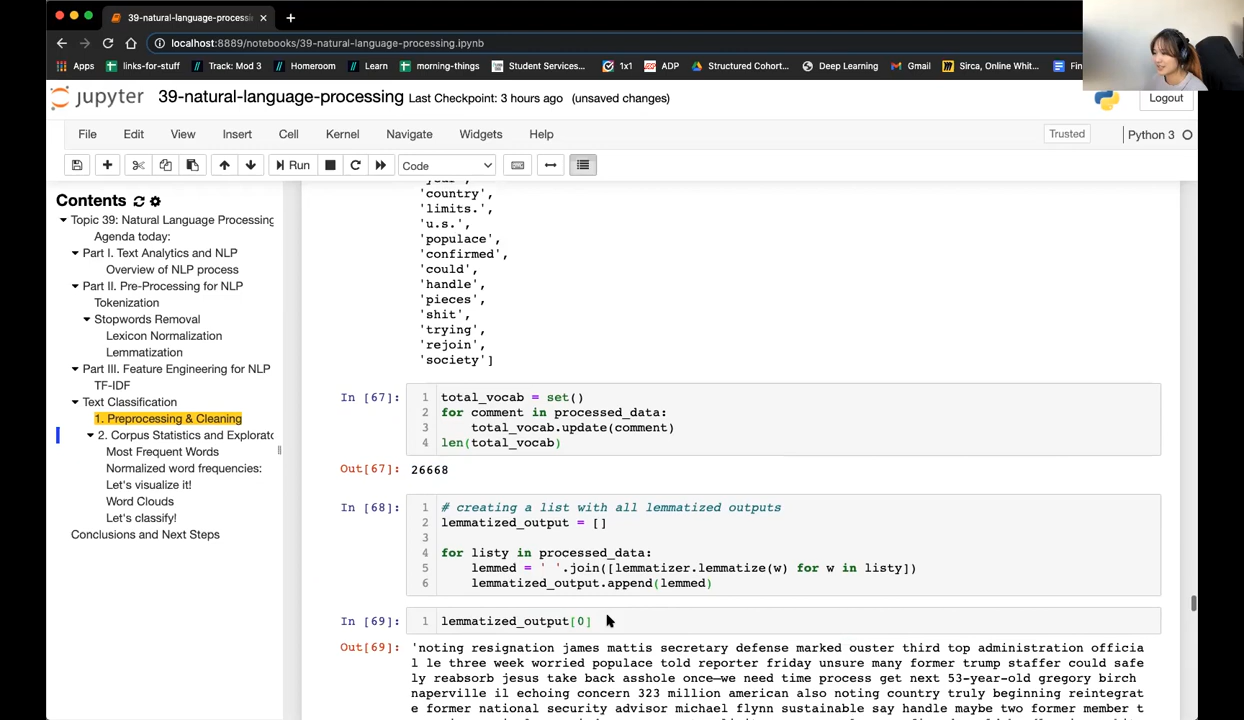 39-natural-language-processi
localhost:8889/notebooks/39-natural-language-processing.ipynb
Apps links-for-stuff Track: Mod 3 Homeroom Learn morning-things Student Services... 1x1 ADP Structured Cohort... Deep Learning Gmail Sirca, Online Whit... Fin
jupyter 39-natural-language-processing Last Checkpoint: 3 hours ago (unsaved changes) Logout
File Edit View Insert Cell Kernel Navigate Widgets Help Trusted Python 3
Run Code
Contents
Topic 39: Natural Language Processing
Agenda today:
Part I. Text Analytics and NLP
Overview of NLP process
Part II. Pre-Processing for NLP
Tokenization
Stopwords Removal
Lexicon Normalization
Lemmatization
Part III. Feature Engineering for NLP
TF-IDF
Text Classification
1. Preprocessing & Cleaning
2. Corpus Statistics and Explorato
Most Frequent Words
Normalized word frequencies:
Let's visualize it!
Word Clouds
Let's classify!
Conclusions and Next Steps
'country',
'limits.',
'u.s.',
'populace',
'confirmed',
'could',
'handle',
'pieces',
'shit',
'trying',
'rejoin',
'society']
In [67]: 1 total_vocab = set()
2 for comment in processed_data:
3 total_vocab.update(comment)
4 len(total_vocab)
Out[67]: 26668
In [68]: 1 # creating a list with all lemmatized outputs
2 lemmatized_output = []
3
4 for listy in processed_data:
5 lemmed = ' '.join([lemmatizer.lemmatize(w) for w in listy])
6 lemmatized_output.append(lemmed)
In [69]: 1 lemmatized_output[0]
Out[69]: 'noting resignation james mattis secretary defense marked ouster third top administration officia
l le three week worried populace told reporter friday unsure many former trump staffer could safe
ly reabsorb jesus take back asshole once—we need time process get next 53-year-old gregory birch
naperville il echoing concern 323 million american also noting country truly beginning reintegrat
e former national security advisor michael flynn sustainable say handle maybe two former member t